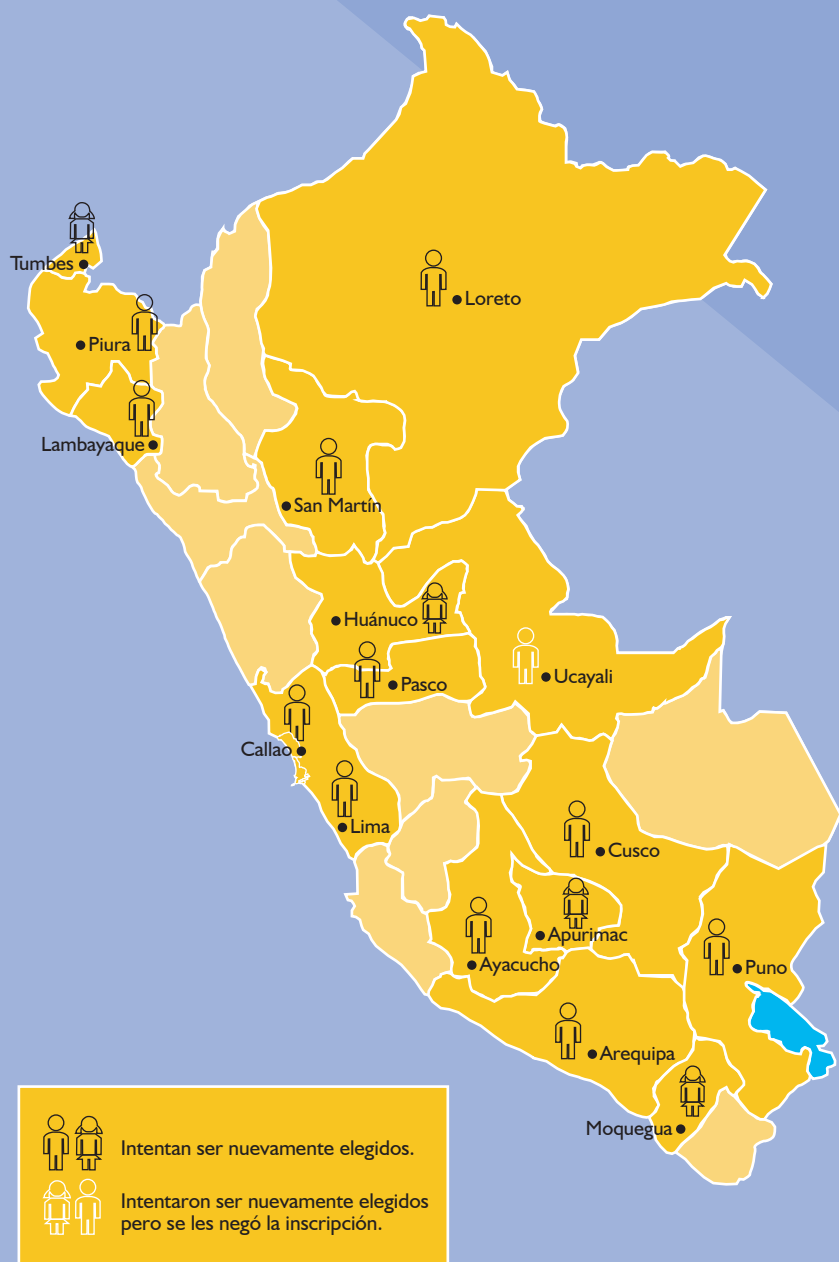 Tumbes
Loreto
Piura
Lambayaque
San Martín
Huánuco
Ucayali
Pasco
Callao
Lima
Cusco
Apurimac
Ayacucho
Puno
Arequipa
Moquegua
Intentan ser nuevamente elegidos.
Intentaron ser nuevamente elegidos
pero se les negó la inscripción.